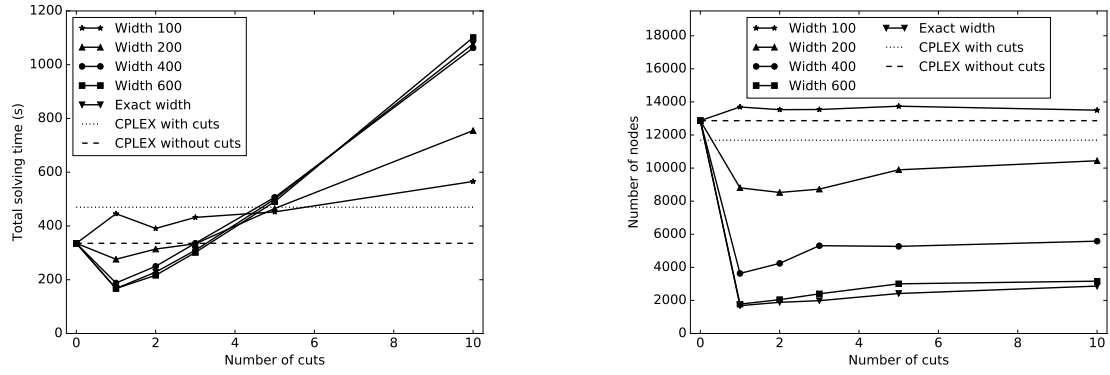 1200
1000
800
600
400
200
0
Total solving time (s)
Width 100
Width 200
Width 400
Width 600
Exact width
CPLEX with cuts
CPLEX without cuts
0 2 4 6 8 10
Number of cuts
18000
16000
14000
12000
10000
8000
6000
4000
2000
0
Number of nodes
Width 100
Width 200
Width 400
Width 600
Exact width
CPLEX with cuts
CPLEX without cuts
0 2 4 6 8 10
Number of cuts